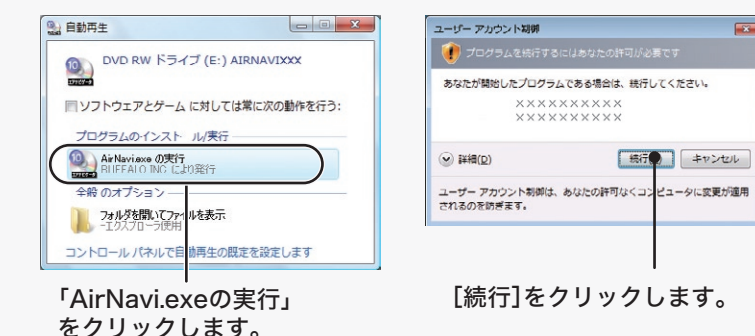 自動再生
DVD RW ドライブ (E:) AIRNAVIXXX
ソフトウェアとゲーム に対しては常に次の動作を行う:
プログラムのインスト ル/実行
AirNavi.exe の実行
BUFFALO INC. により発行
全般 のオプション
フォルダを開いてファイルを表示
-エクスプローラ使用
コントロール パネルで自動再生の既定を設定します
「AirNavi.exeの実行」
をクリックします。
ユーザー アカウント制御
プログラムを続行するにはあなたの許可が必要です
あなたが開始したプログラムである場合は、続行してください。
××××××××××
××××××××××
詳細(D)
続行
キャンセル
ユーザー アカウント制御は、あなたの許可なくコンピュータに変更が適用
されるのを防ぎます。
[続行]をクリックします。